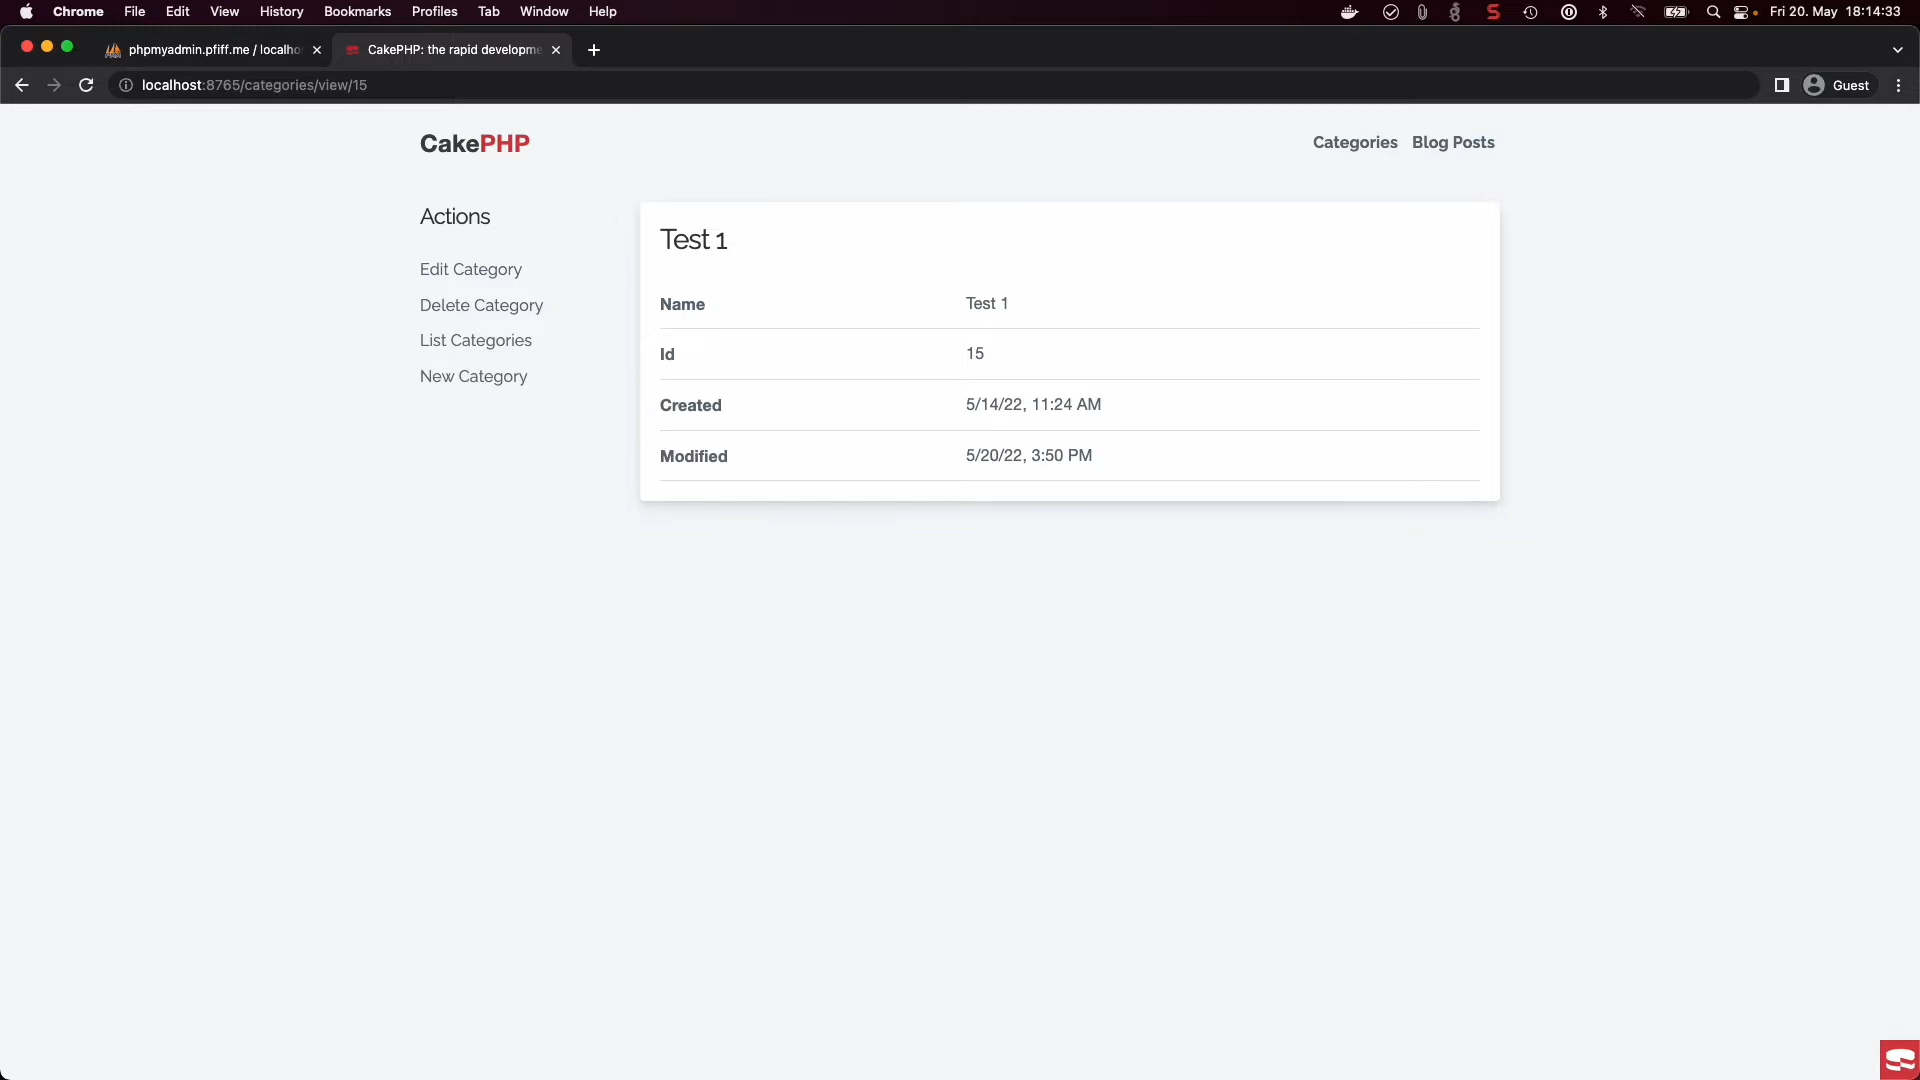 Chrome File Edit View History Bookmarks Profiles Tab Window Help Fri 20. May 18:14:33
phpmyadmin.pfiff.me / localho CakePHP: the rapid developme
localhost:8765/categories/view/15 Guest
CakePHP Categories Blog Posts
Actions
Edit Category
Delete Category
List Categories
New Category
Test 1
Name Test 1
Id 15
Created 5/14/22, 11:24 AM
Modified 5/20/22, 3:50 PM